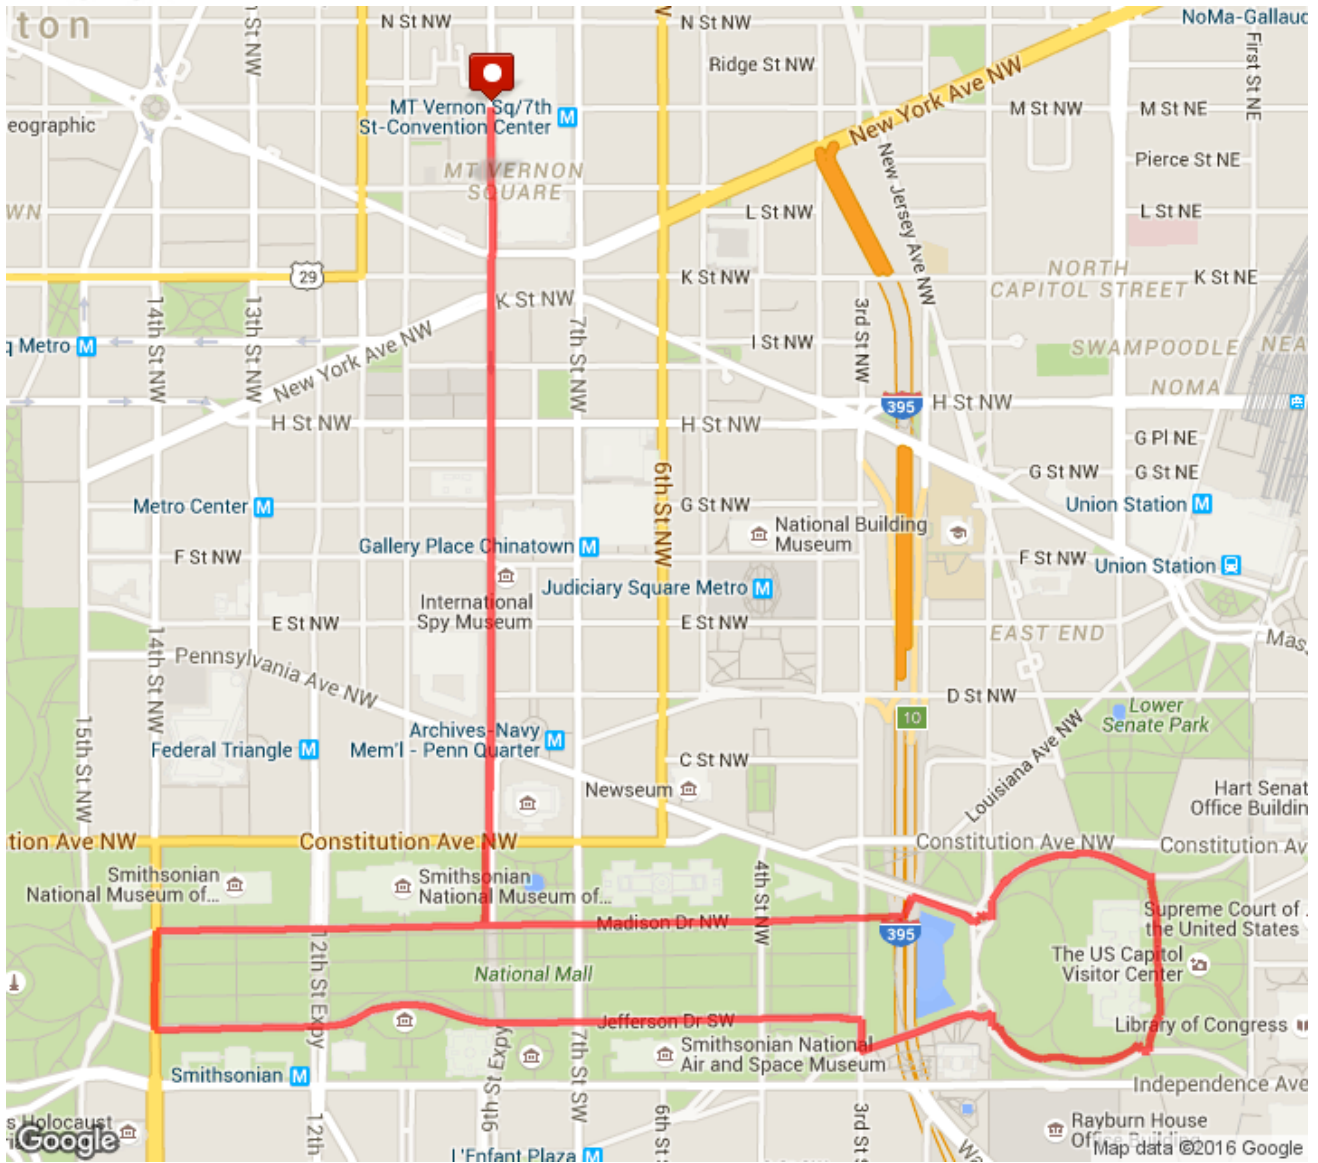 ton
N St NW
N St NW
NoMa-Gallaud
Ridge St NW
First St NE
MT Vernon Sq/7th
St-Convention Center
New York Ave NW
M St NW
M St NE
eographic
MT VERNON
SQUARE
New Jersey Ave NW
Pierce St NE
WN
L St NW
L St NE
29
K St NW
NORTH
CAPITOL STREET
K St NE
K St NW
14th St NW
13th St NW
7th St NW
3rd St NW
q Metro
New York Ave NW
I St NW
SWAMPOODLE
NEA
NOMA
395
H St NW
H St NW
H St NW
G Pl NE
6th St NW
G St NW
G St NE
Metro Center
G St NW
Union Station
National Building
Museum
F St NW
Gallery Place Chinatown
F St NW
Union Station
Judiciary Square Metro
International
Spy Museum
E St NW
E St NW
EAST END
Mass
14th St NW
Pennsylvania Ave NW
D St NW
Lower
Senate Park
10
15th St NW
Archives-Navy
Mem'l - Penn Quarter
Federal Triangle
C St NW
Louisiana Ave NW
Newseum
Hart Senat
Office Buildin
tion Ave NW
Constitution Ave NW
Constitution Ave NW
Constitution Av
Smithsonian
National Museum of...
Smithsonian
National Museum of...
4th St NW
Madison Dr NW
395
Supreme Court of
the United States
12th St Expy
The US Capitol
Visitor Center
National Mall
Jefferson Dr SW
Library of Congress
9th St Expy
7th St SW
Smithsonian National
Air and Space Museum
Smithsonian
Independence Ave
s Holocaust
12th
6th St
3rd St
Rayburn House
Office Building
L'Enfant Plaza
Wa
Google
Map data ©2016 Google